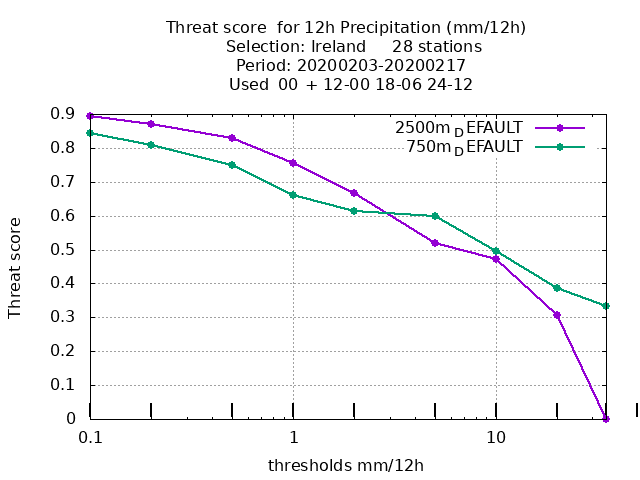 Threat score  for 12h Precipitation (mm/12h)
Selection: Ireland     28 stations
Period: 20200203-20200217
Used  00 + 12-00 18-06 24-12
2500m_DEFAULT
750m_DEFAULT
0.9
0.8
0.7
0.6
0.5
0.4
0.3
0.2
0.1
0
Threat score
0.1 1 10
thresholds mm/12h